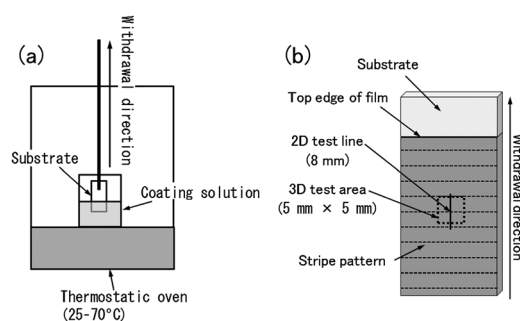 (a)
Withdrawal
direction
Substrate
Coating solution
Thermostatic oven
(25-70°C)
(b)
Substrate
Top edge of film
2D test line
(8 mm)
3D test area
(5 mm × 5 mm)
Stripe pattern
Withdrawal direction